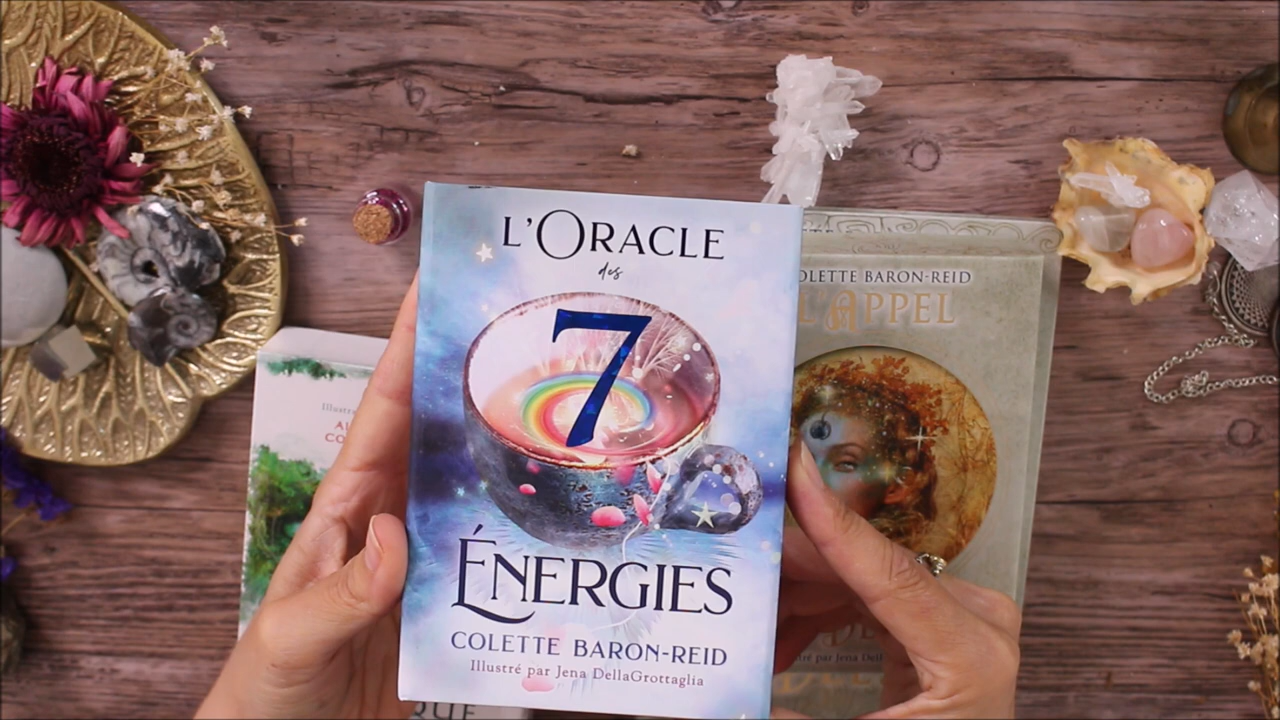 L'ORACLE
des
7
ÉNERGIES
COLETTE BARON-REID
Illustré par Jena DellaGrottaglia
COLETTE BARON-REID
L'APPEL